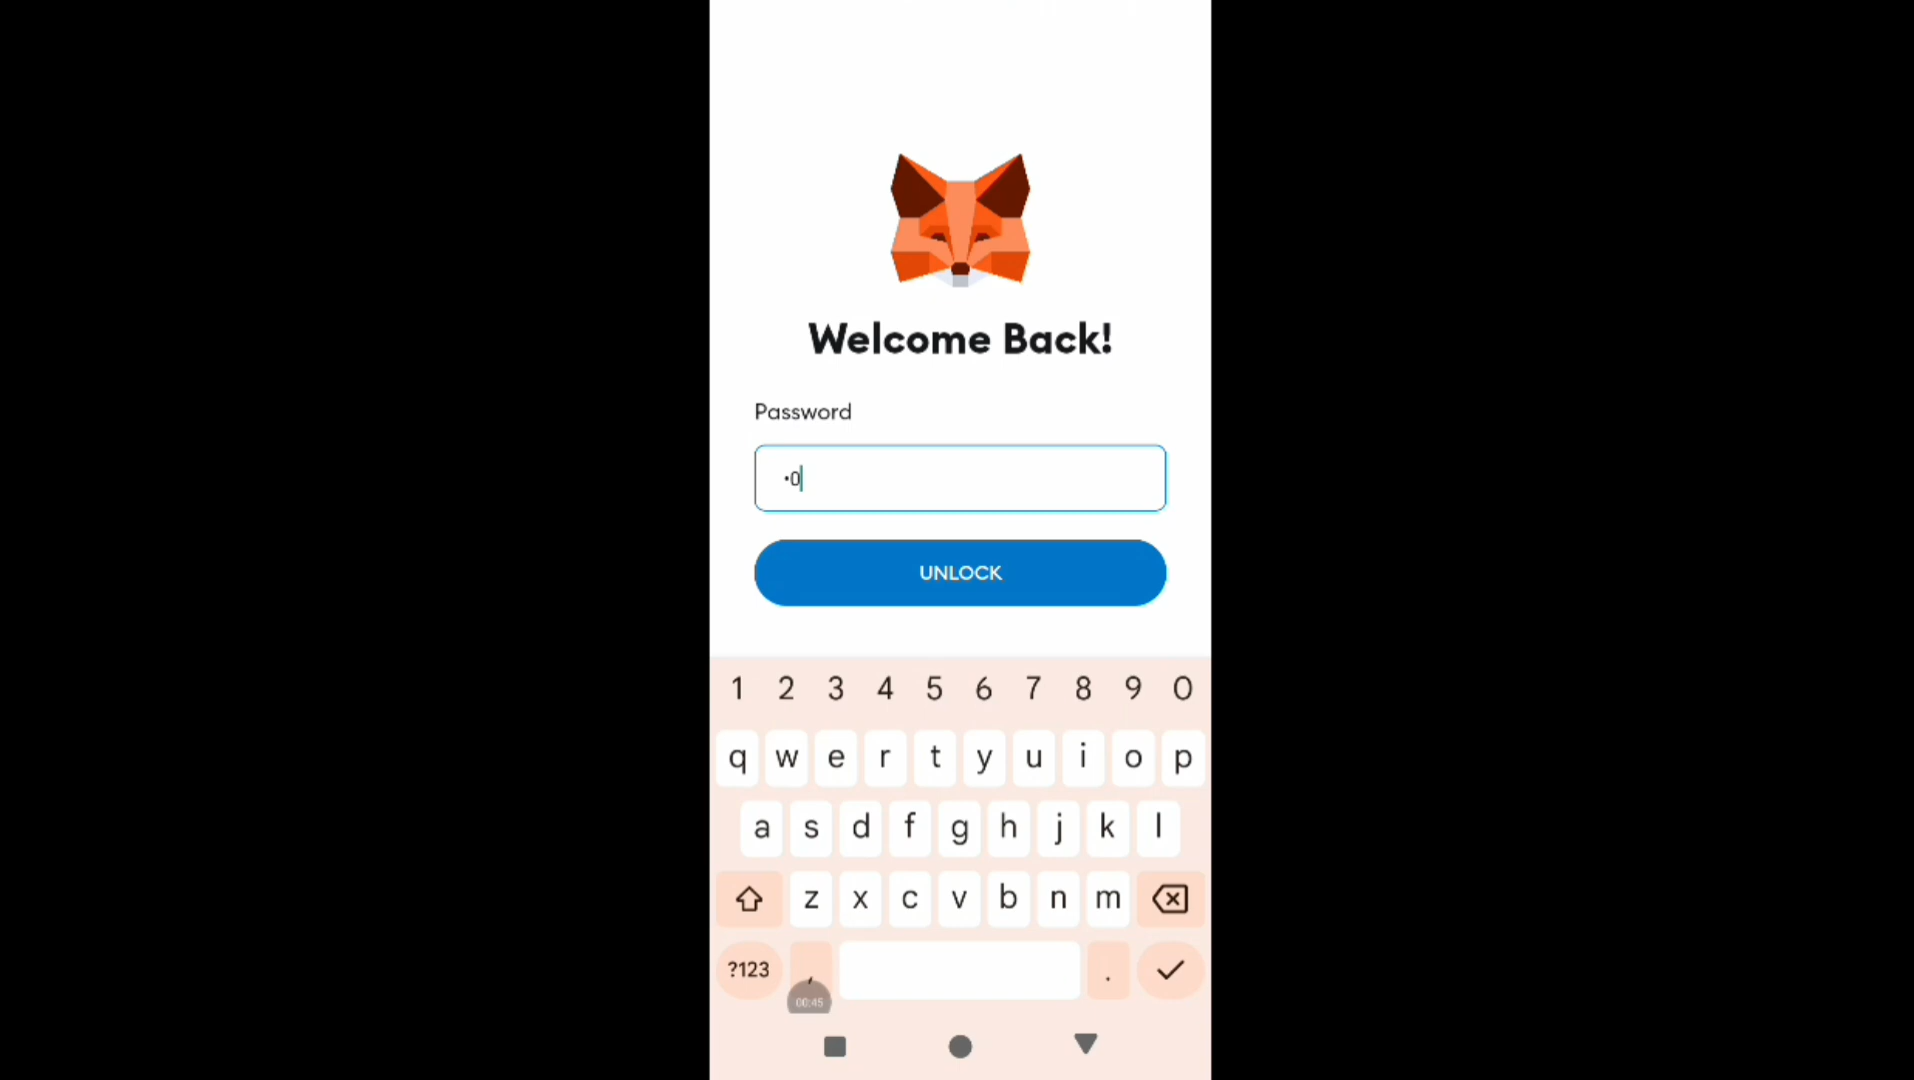 Welcome Back!
Password
•0
UNLOCK
1 2 3 4 5 6 7 8 9 0
q w e r t y u i o p
a s d f g h j k l
z x c v b n m
?123 , .
00:45